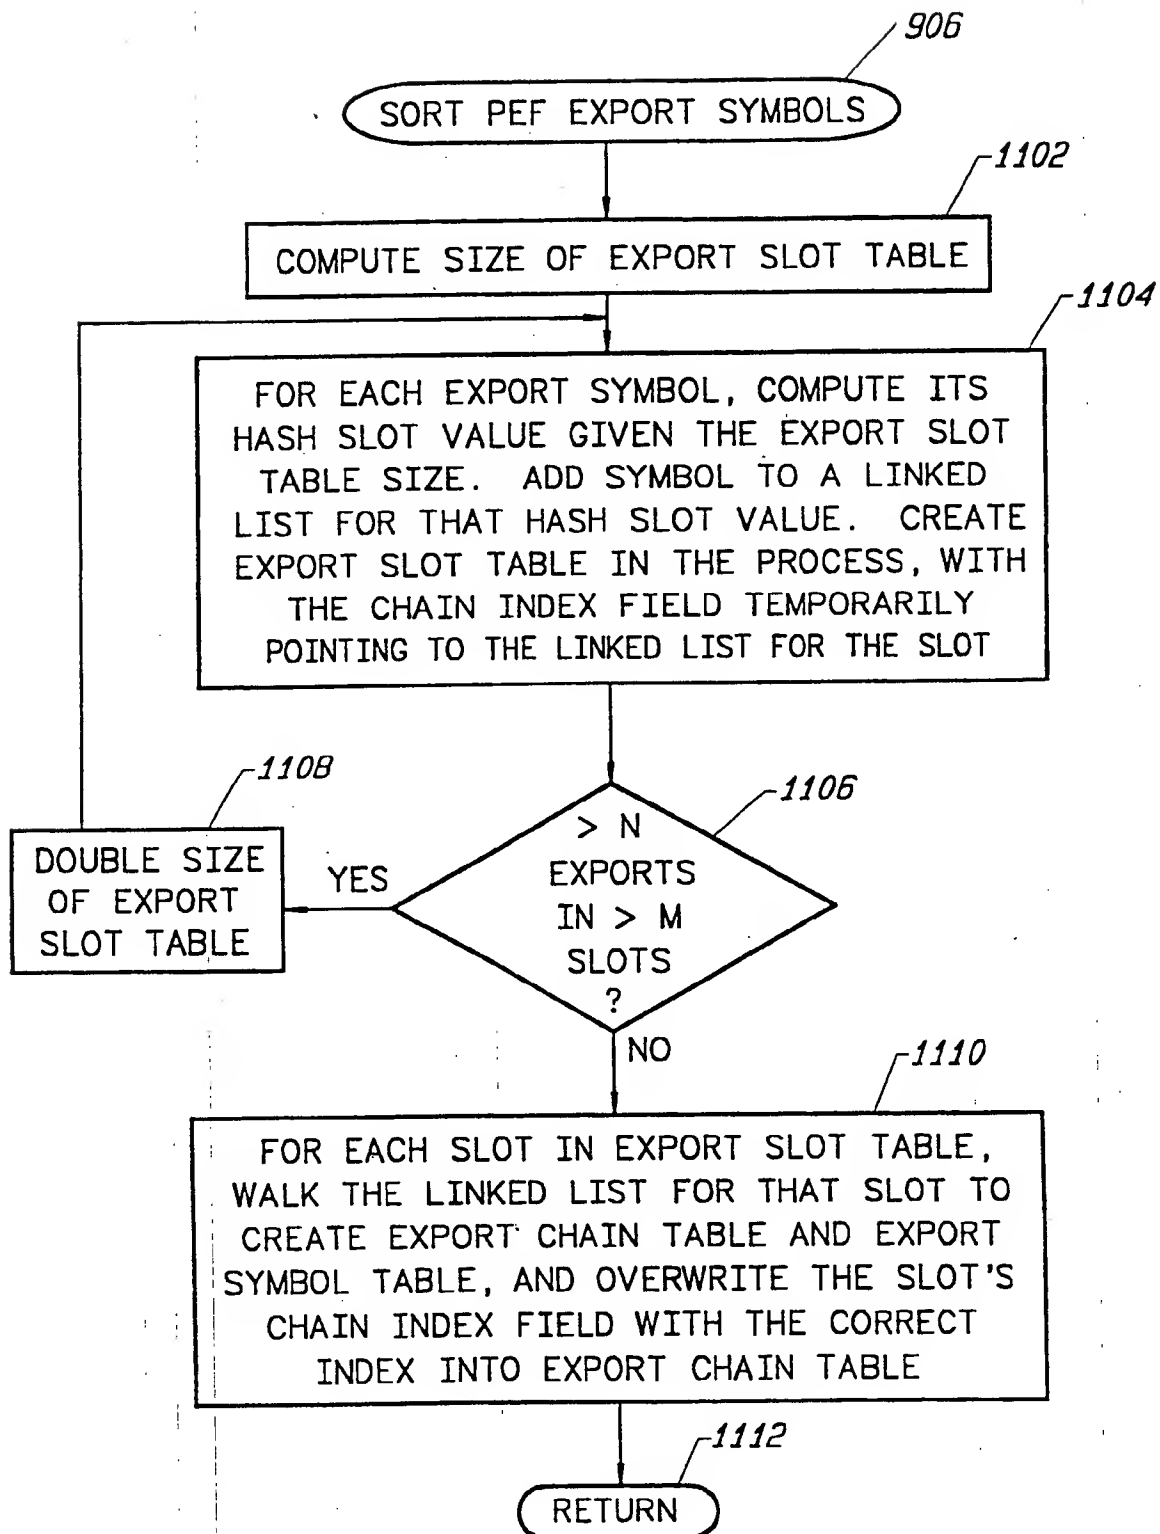 906
SORT PEF EXPORT SYMBOLS
1102
COMPUTE SIZE OF EXPORT SLOT TABLE
1104
FOR EACH EXPORT SYMBOL, COMPUTE ITS
HASH SLOT VALUE GIVEN THE EXPORT SLOT
TABLE SIZE. ADD SYMBOL TO A LINKED
LIST FOR THAT HASH SLOT VALUE. CREATE
EXPORT SLOT TABLE IN THE PROCESS, WITH
THE CHAIN INDEX FIELD TEMPORARILY
POINTING TO THE LINKED LIST FOR THE SLOT
1108
DOUBLE SIZE
OF EXPORT
SLOT TABLE
YES
1106
> N
EXPORTS
IN > M
SLOTS
?
NO
1110
FOR EACH SLOT IN EXPORT SLOT TABLE,
WALK THE LINKED LIST FOR THAT SLOT TO
CREATE EXPORT CHAIN TABLE AND EXPORT
SYMBOL TABLE, AND OVERWRITE THE SLOT'S
CHAIN INDEX FIELD WITH THE CORRECT
INDEX INTO EXPORT CHAIN TABLE
1112
RETURN